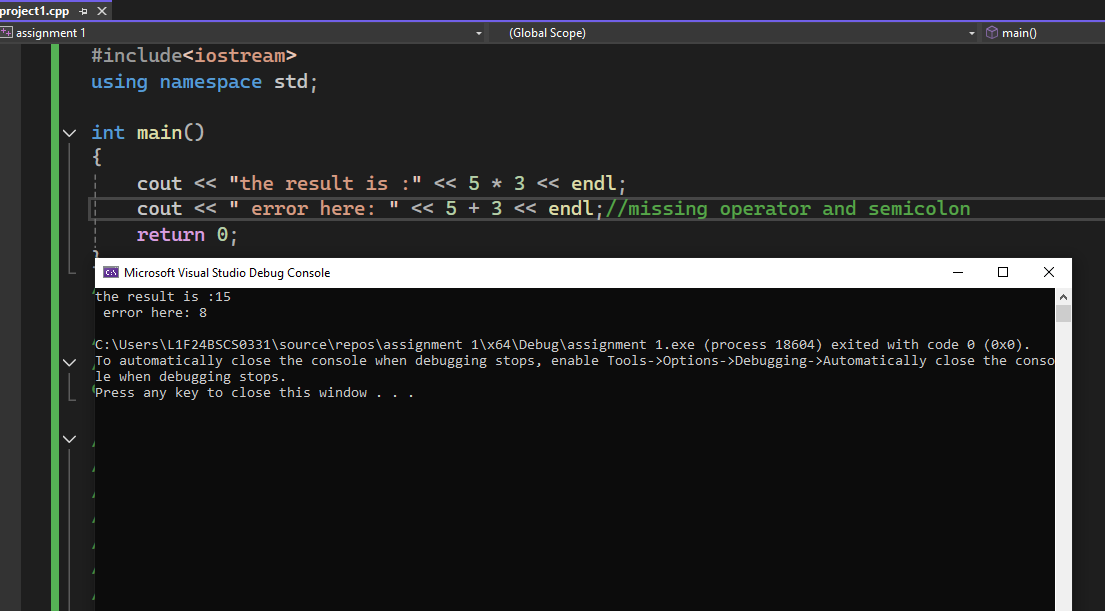 project1.cpp
assignment 1 (Global Scope) main()
#include<iostream>
using namespace std;
int main()
{
cout << "the result is :" << 5 * 3 << endl;
cout << " error here: " << 5 + 3 << endl;//missing operator and semicolon
return 0;
}
Microsoft Visual Studio Debug Console
the result is :15
 error here: 8
C:\Users\L1F24BSCS0331\source\repos\assignment 1\x64\Debug\assignment 1.exe (process 18604) exited with code 0 (0x0).
To automatically close the console when debugging stops, enable Tools->Options->Debugging->Automatically close the conso
le when debugging stops.
Press any key to close this window . . .